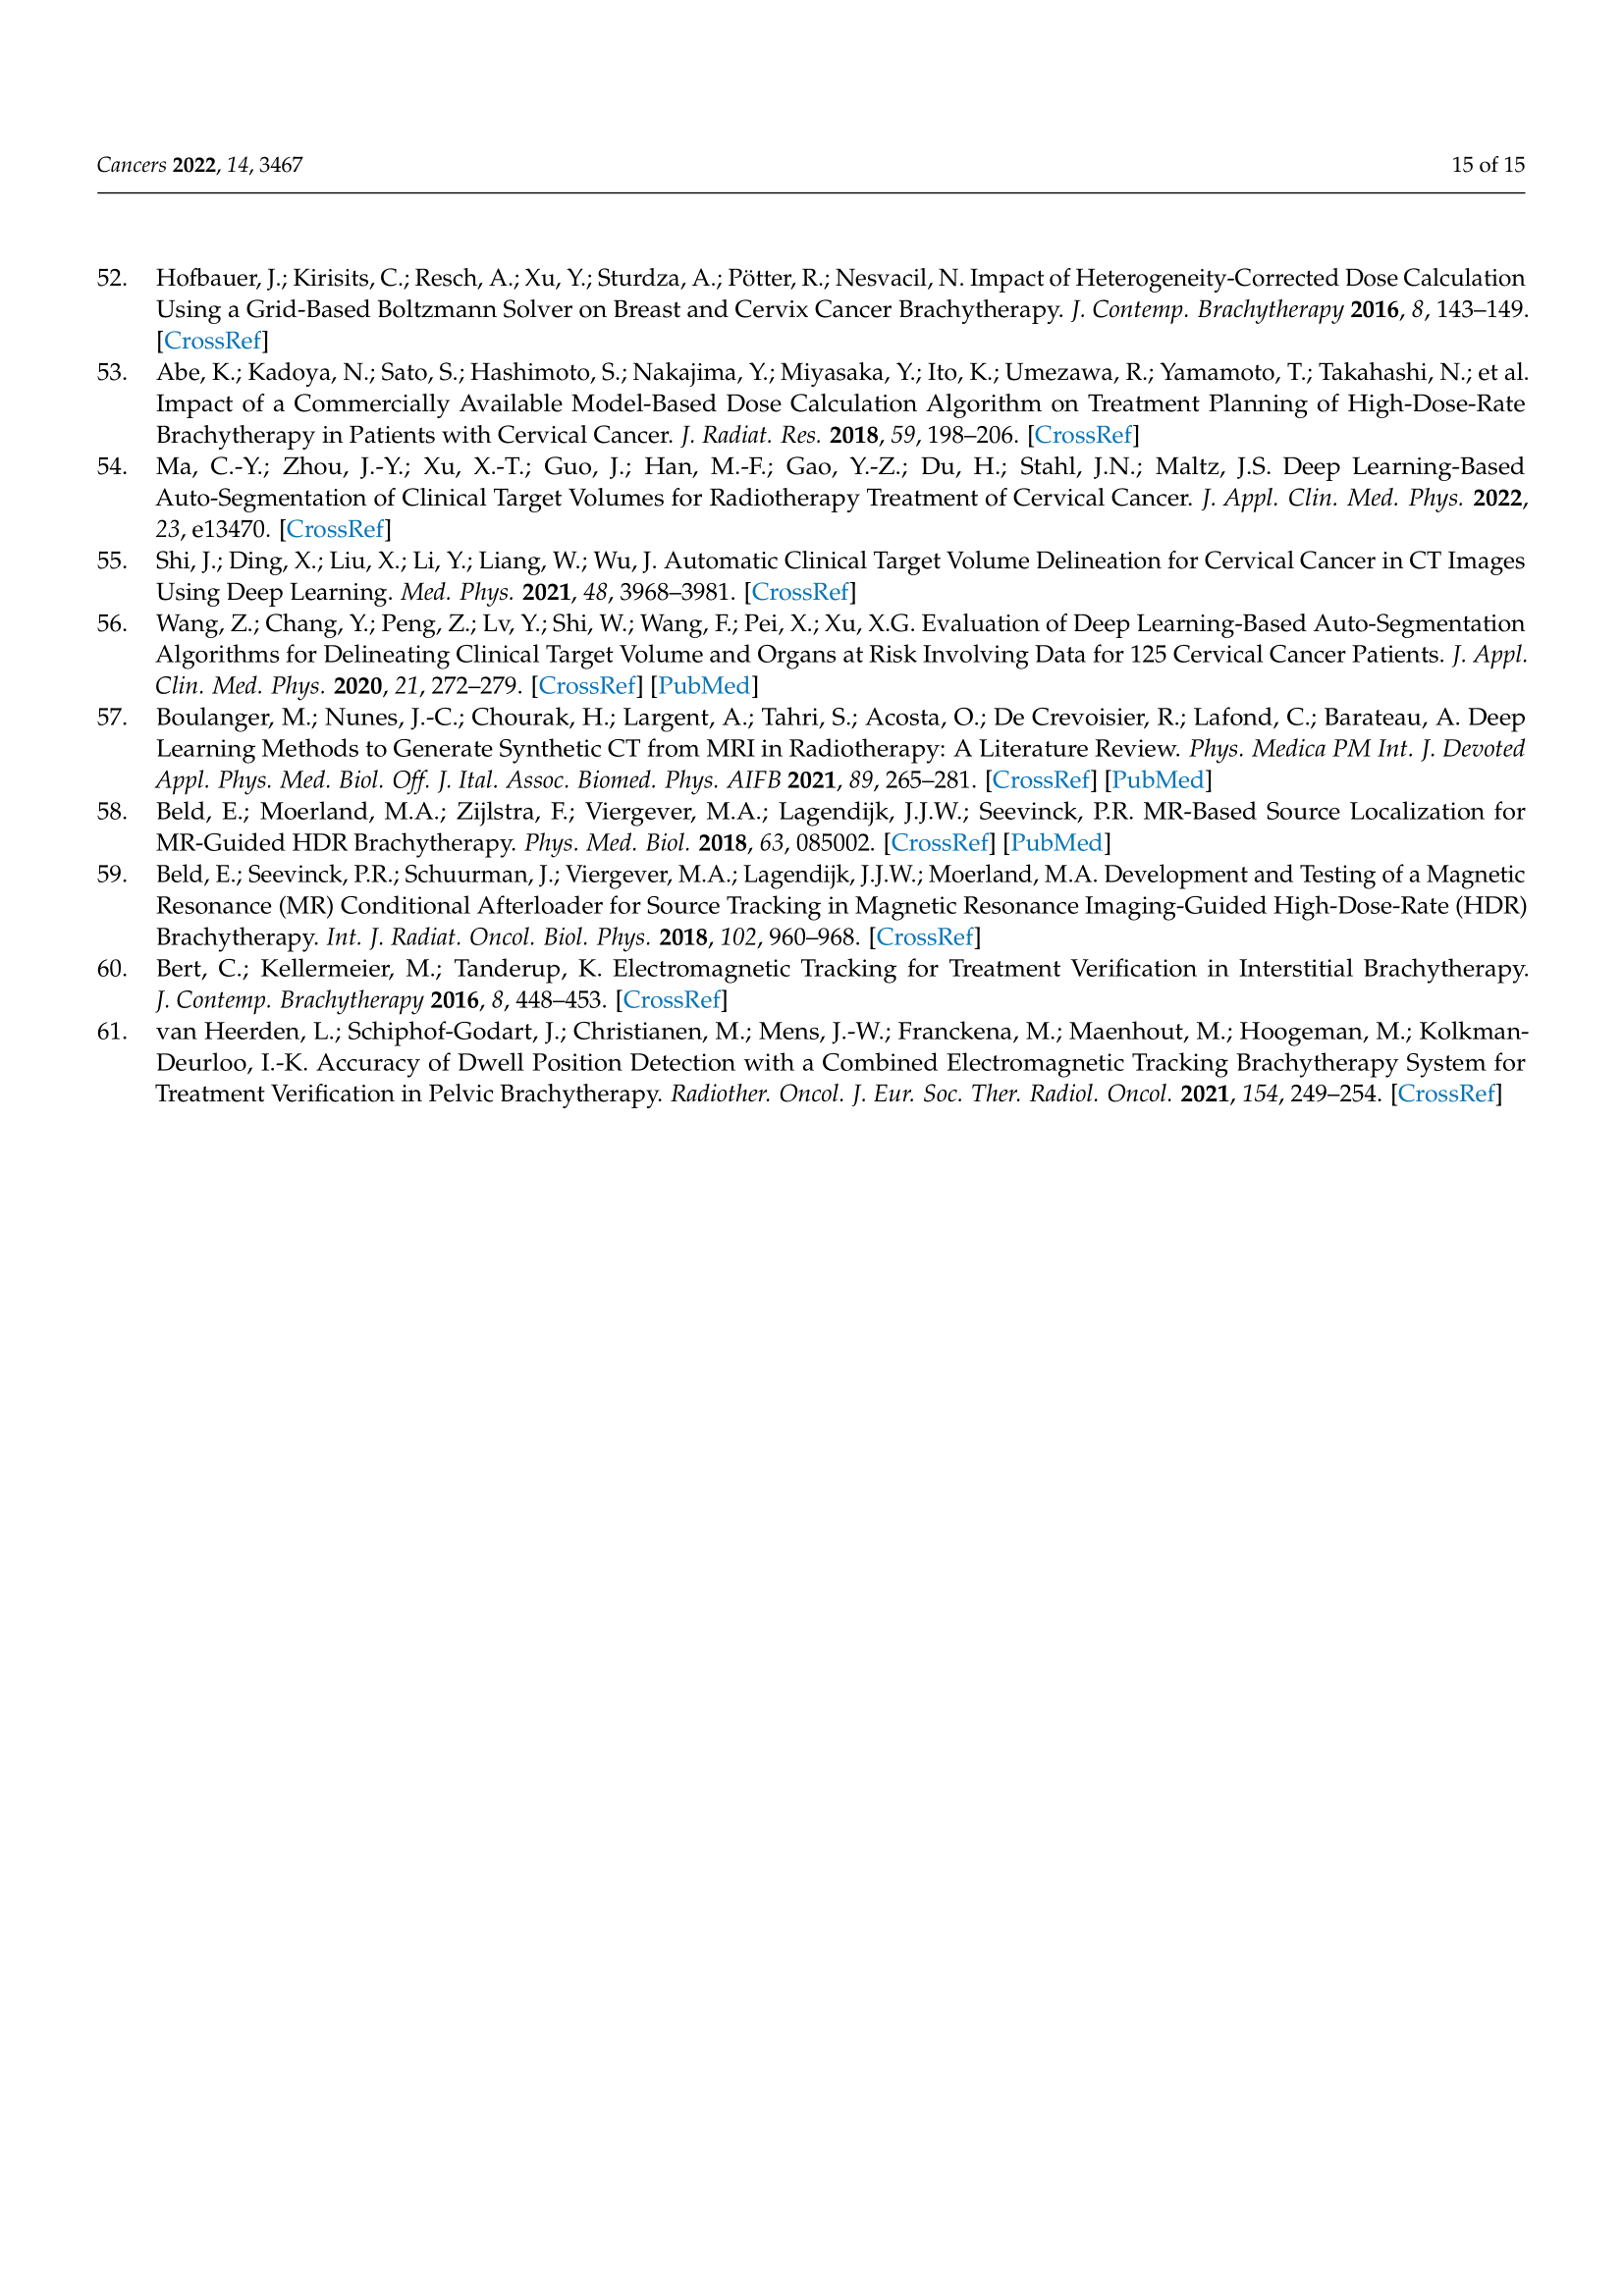 Cancers 2022, 14, 3467
15 of 15
52. Hofbauer, J.; Kirisits, C.; Resch, A.; Xu, Y.; Sturdza, A.; Pötter, R.; Nesvacil, N. Impact of Heterogeneity-Corrected Dose Calculation
Using a Grid-Based Boltzmann Solver on Breast and Cervix Cancer Brachytherapy. J. Contemp. Brachytherapy 2016, 8, 143–149.
[CrossRef]
53. Abe, K.; Kadoya, N.; Sato, S.; Hashimoto, S.; Nakajima, Y.; Miyasaka, Y.; Ito, K.; Umezawa, R.; Yamamoto, T.; Takahashi, N.; et al.
Impact of a Commercially Available Model-Based Dose Calculation Algorithm on Treatment Planning of High-Dose-Rate
Brachytherapy in Patients with Cervical Cancer. J. Radiat. Res. 2018, 59, 198–206. [CrossRef]
54. Ma, C.-Y.; Zhou, J.-Y.; Xu, X.-T.; Guo, J.; Han, M.-F.; Gao, Y.-Z.; Du, H.; Stahl, J.N.; Maltz, J.S. Deep Learning-Based
Auto-Segmentation of Clinical Target Volumes for Radiotherapy Treatment of Cervical Cancer. J. Appl. Clin. Med. Phys. 2022,
23, e13470. [CrossRef]
55. Shi, J.; Ding, X.; Liu, X.; Li, Y.; Liang, W.; Wu, J. Automatic Clinical Target Volume Delineation for Cervical Cancer in CT Images
Using Deep Learning. Med. Phys. 2021, 48, 3968–3981. [CrossRef]
56. Wang, Z.; Chang, Y.; Peng, Z.; Lv, Y.; Shi, W.; Wang, F.; Pei, X.; Xu, X.G. Evaluation of Deep Learning-Based Auto-Segmentation
Algorithms for Delineating Clinical Target Volume and Organs at Risk Involving Data for 125 Cervical Cancer Patients. J. Appl.
Clin. Med. Phys. 2020, 21, 272–279. [CrossRef] [PubMed]
57. Boulanger, M.; Nunes, J.-C.; Chourak, H.; Largent, A.; Tahri, S.; Acosta, O.; De Crevoisier, R.; Lafond, C.; Barateau, A. Deep
Learning Methods to Generate Synthetic CT from MRI in Radiotherapy: A Literature Review. Phys. Medica PM Int. J. Devoted
Appl. Phys. Med. Biol. Off. J. Ital. Assoc. Biomed. Phys. AIFB 2021, 89, 265–281. [CrossRef] [PubMed]
58. Beld, E.; Moerland, M.A.; Zijlstra, F.; Viergever, M.A.; Lagendijk, J.J.W.; Seevinck, P.R. MR-Based Source Localization for
MR-Guided HDR Brachytherapy. Phys. Med. Biol. 2018, 63, 085002. [CrossRef] [PubMed]
59. Beld, E.; Seevinck, P.R.; Schuurman, J.; Viergever, M.A.; Lagendijk, J.J.W.; Moerland, M.A. Development and Testing of a Magnetic
Resonance (MR) Conditional Afterloader for Source Tracking in Magnetic Resonance Imaging-Guided High-Dose-Rate (HDR)
Brachytherapy. Int. J. Radiat. Oncol. Biol. Phys. 2018, 102, 960–968. [CrossRef]
60. Bert, C.; Kellermeier, M.; Tanderup, K. Electromagnetic Tracking for Treatment Verification in Interstitial Brachytherapy.
J. Contemp. Brachytherapy 2016, 8, 448–453. [CrossRef]
61. van Heerden, L.; Schiphof-Godart, J.; Christianen, M.; Mens, J.-W.; Franckena, M.; Maenhout, M.; Hoogeman, M.; Kolkman-
Deurloo, I.-K. Accuracy of Dwell Position Detection with a Combined Electromagnetic Tracking Brachytherapy System for
Treatment Verification in Pelvic Brachytherapy. Radiother. Oncol. J. Eur. Soc. Ther. Radiol. Oncol. 2021, 154, 249–254. [CrossRef]